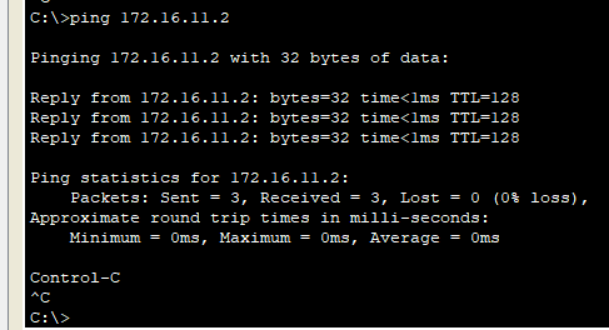 C:\>ping 172.16.11.2
Pinging 172.16.11.2 with 32 bytes of data:
Reply from 172.16.11.2: bytes=32 time<1ms TTL=128
Reply from 172.16.11.2: bytes=32 time<1ms TTL=128
Reply from 172.16.11.2: bytes=32 time<1ms TTL=128
Ping statistics for 172.16.11.2:
Packets: Sent = 3, Received = 3, Lost = 0 (0% loss),
Approximate round trip times in milli-seconds:
Minimum = 0ms, Maximum = 0ms, Average = 0ms
Control-C
^C
C:\>